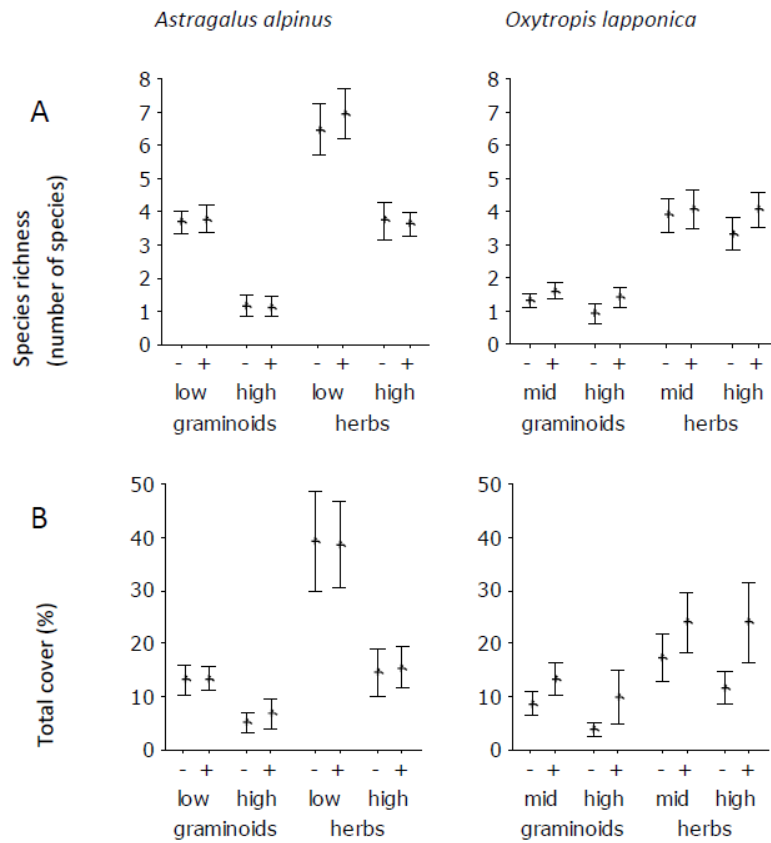 Astragalus alpinus
Oxytropis lapponica
A
Species richness
(number of species)
8
7
6
5
4
3
2
1
0
- + - + - + - +
low high low high
graminoids herbs
8
7
6
5
4
3
2
1
0
- + - + - + - +
mid high mid high
graminoids herbs
B
Total cover (%)
50
40
30
20
10
0
- + - + - + - +
low high low high
graminoids herbs
50
40
30
20
10
0
- + - + - + - +
mid high mid high
graminoids herbs